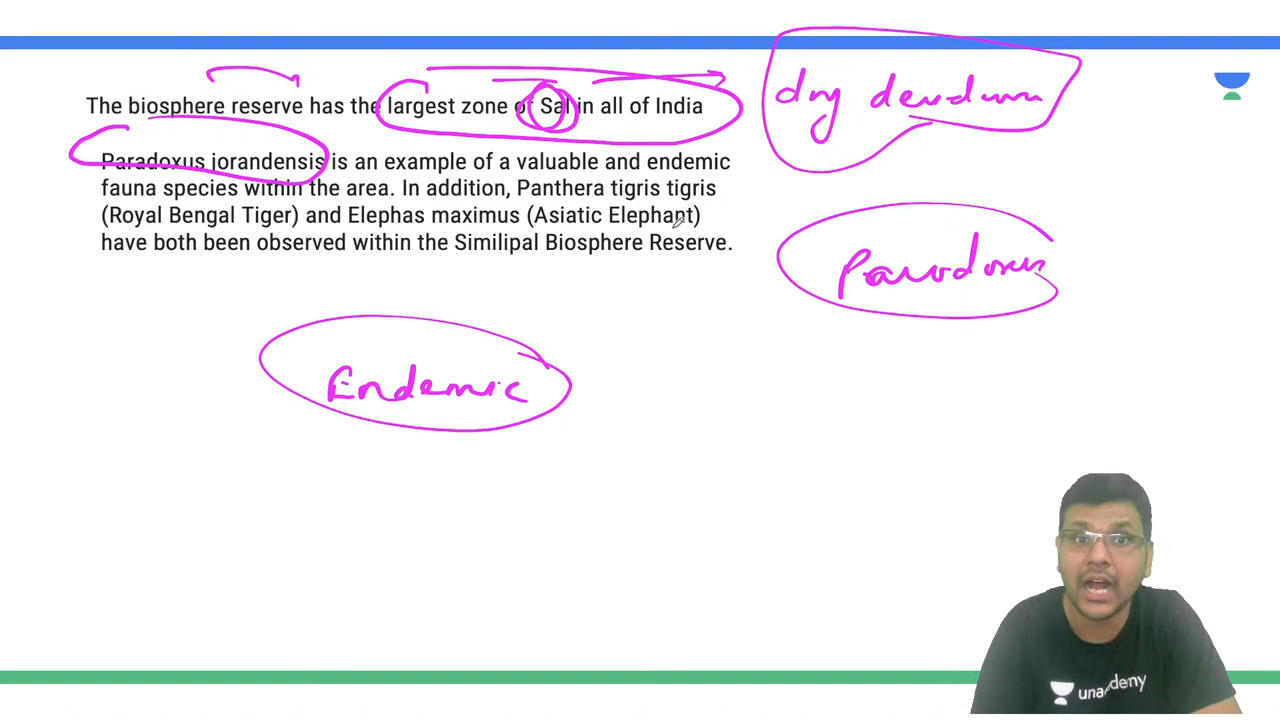 The biosphere reserve has the largest zone of Sal in all of India
Paradoxus jorandensis is an example of a valuable and endemic
fauna species within the area. In addition, Panthera tigris tigris
(Royal Bengal Tiger) and Elephas maximus (Asiatic Elephant)
have both been observed within the Similipal Biosphere Reserve.
dry
Paradoxus
Endemic
unacademy